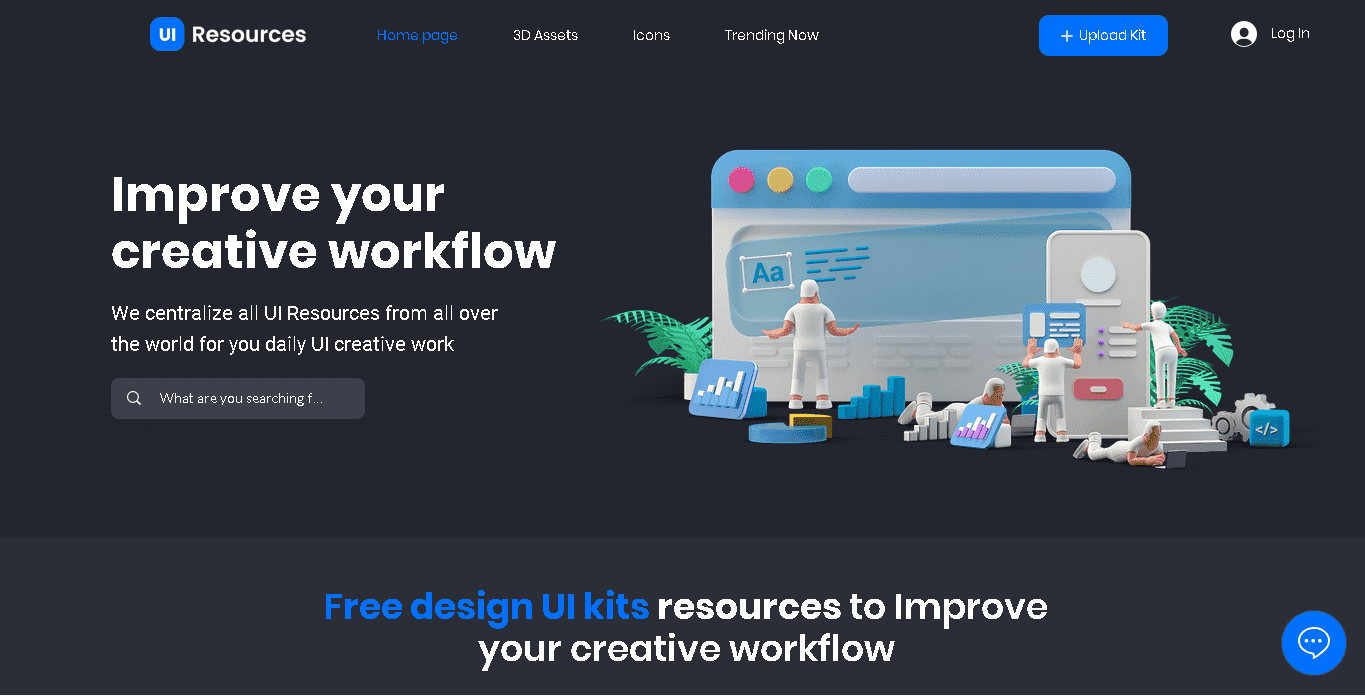 UI Resources
Home page
3D Assets
Icons
Trending Now
+ Upload Kit
Log In
Improve your
creative workflow
We centralize all UI Resources from all over
the world for you daily UI creative work
What are you searching f...
Aa
</>
Free design UI kits resources to Improve
your creative workflow